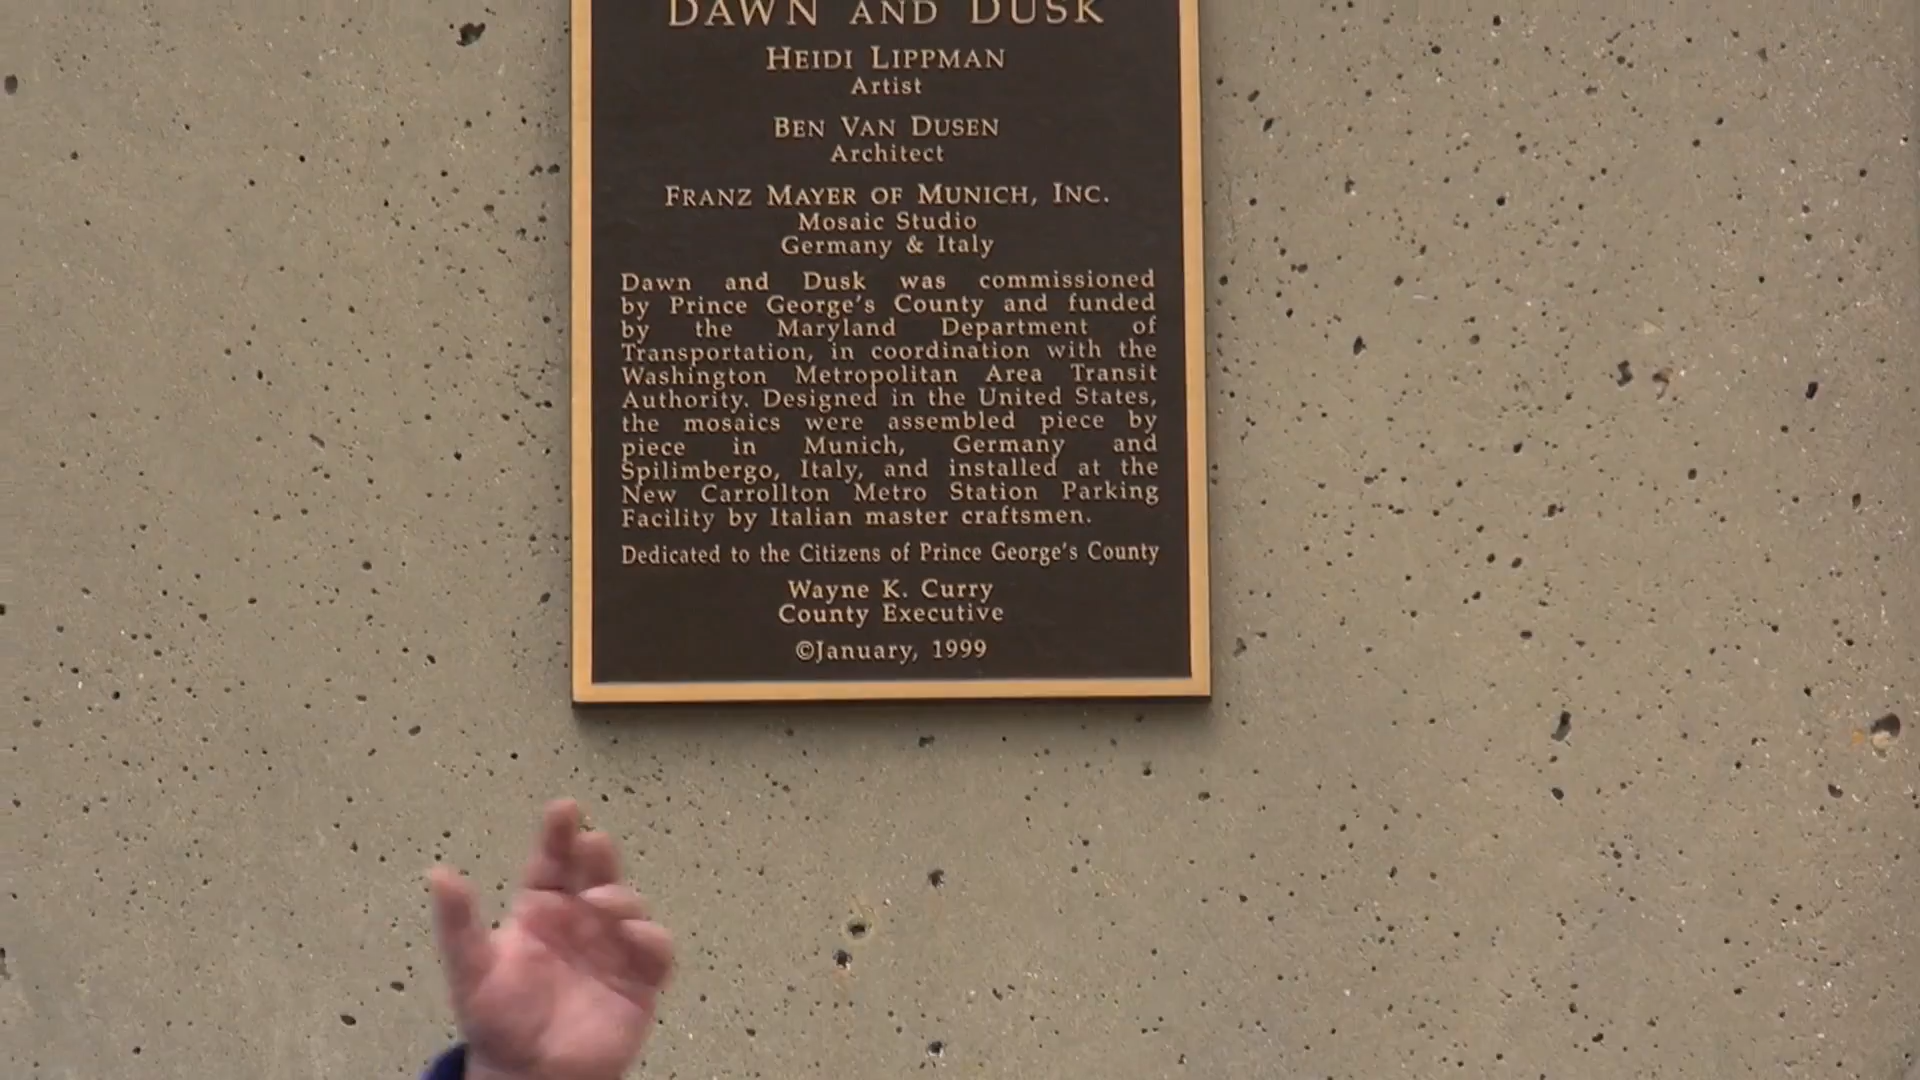 DAWN AND DUSK
HEIDI LIPPMAN
Artist
BEN VAN DUSEN
Architect
FRANZ MAYER OF MUNICH, INC.
Mosaic Studio
Germany & Italy
Dawn and Dusk was commissioned
by Prince George's County and funded
by the Maryland Department of
Transportation, in coordination with the
Washington Metropolitan Area Transit
Authority. Designed in the United States,
the mosaics were assembled piece by
piece in Munich, Germany and
Spilimbergo, Italy, and installed at the
New Carrollton Metro Station Parking
Facility by Italian master craftsmen.
Dedicated to the Citizens of Prince George's County
Wayne K. Curry
County Executive
©January, 1999